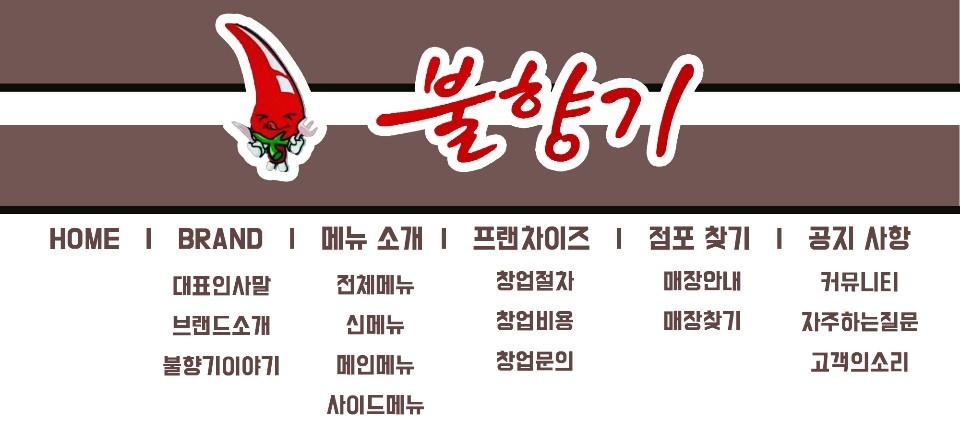 불향기
HOME I BRAND I 메뉴 소개 I 프랜차이즈 I 점포 찾기 I 공지 사항
대표인사말 전체메뉴 창업절차 매장안내 커뮤니티
브랜드소개 신메뉴 창업비용 매장찾기 자주하는질문
불향기이야기 메인메뉴 창업문의 고객의소리
사이드메뉴